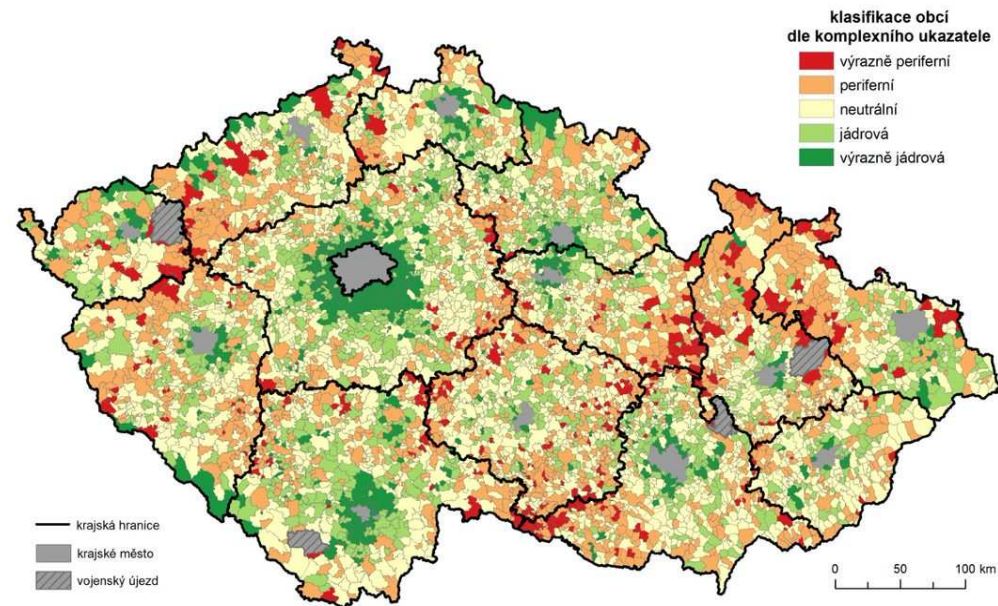 klasifikace obcí
dle komplexního ukazatele
výrazně periferní
periferní
neutrální
jádrová
výrazně jádrová
krajská hranice
krajské město
vojenský újezd
0 50 100 km